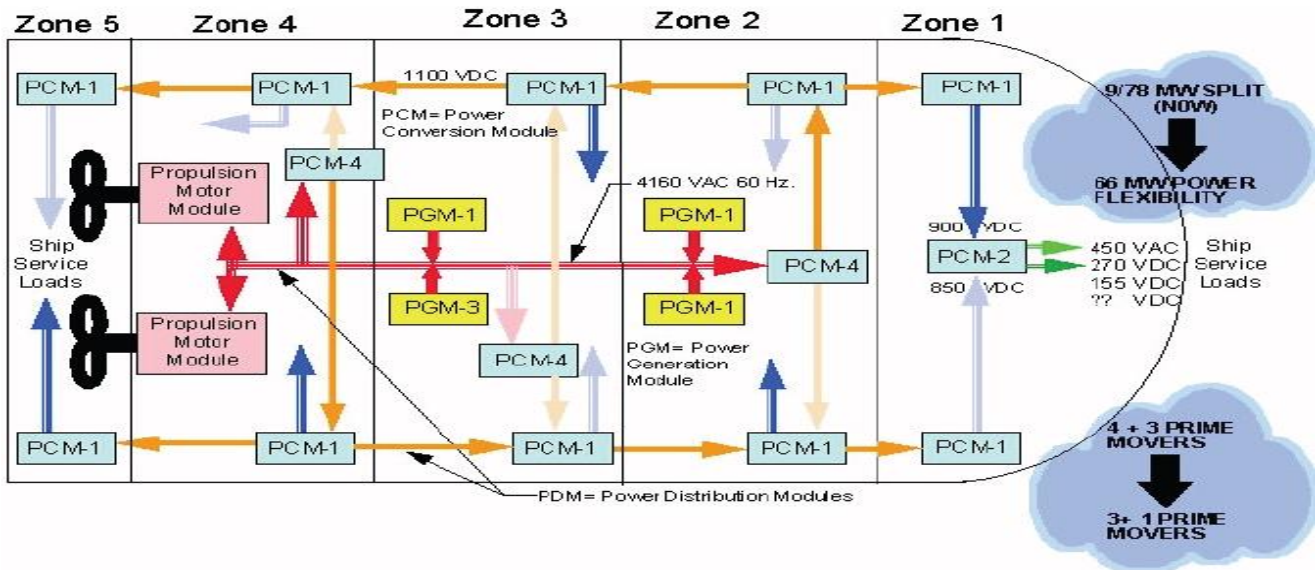 Zone 5
Zone 4
Zone 3
Zone 2
Zone 1
PCM-1
PCM-1
1100 VDC
PCM-1
PCM-1
PCM-1
PCM= Power
Conversion Module
9/78 MW SPLIT
(NOW)
66 MW POWER
FLEXIBILITY
PCM-4
Propulsion
Motor
Module
4160 VAC 60 Hz.
PGM-1
PGM-1
Ship
Service
Loads
PCM-4
900 VDC
PCM-2
850 VDC
450 VAC
270 VDC
155 VDC
?? VDC
Ship
Service
Loads
PGM-3
PGM-1
Propulsion
Motor
Module
PCM-4
PGM= Power
Generation
Module
PCM-1
PCM-1
PCM-1
PCM-1
PCM-1
PDM= Power Distribution Modules
4 + 3 PRIME
MOVERS
3+ 1 PRIME
MOVERS